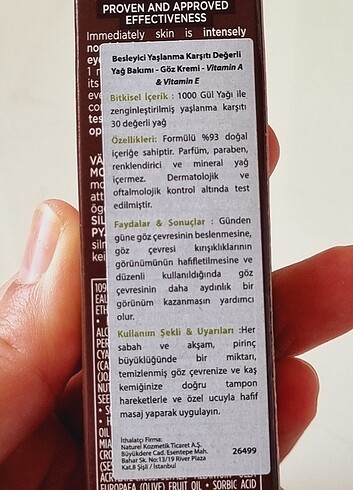 PROVEN AND APPROVED
EFFECTIVENESS
Immediately skin is intensely
Besleyici Yaşlanma Karşıtı Değerli
Yağ Bakımı - Göz Kremi - Vitamin A
& Vitamin E
Bitkisel İçerik : 1000 Gül Yağı ile
zenginleştirilmiş yaşlanma karşıtı
30 değerli yağ
Özellikleri: Formülü %93 doğal
içeriğe sahiptir. Parfüm, paraben,
renklendirici ve mineral yağ
içermez. Dermatolojik ve
oftalmolojik kontrol altında test
edilmiştir.
Faydalar & Sonuçlar : Günden
güne göz çevresinin beslenmesine,
göz çevresi kırışıklıklarının
görünümünün hafifletilmesine ve
düzenli kullanıldığında göz
çevresinin daha aydınlık bir
görünüm kazanmasın yardımcı
olur.
Kullanım Şekli & Uyarıları :Her
sabah ve akşam, pirinç
büyüklüğünde bir miktarı,
temizlenmiş göz çevrenize ve kaş
kemiğinize doğru tampon
hareketlerle ve özel ucuyla hafif
masaj yaparak uygulayın.
İthalatçı Firma:
Naturel Kozmetik Ticaret A.Ş.
Büyükdere Cad. Esentepe Mah.
Bahar Sk. No:13/19 River Plaza
Kat.8 Şişli / İstanbul
26499
EUROPAEA (OLIVE) FRUIT OIL • SORBIC ACID